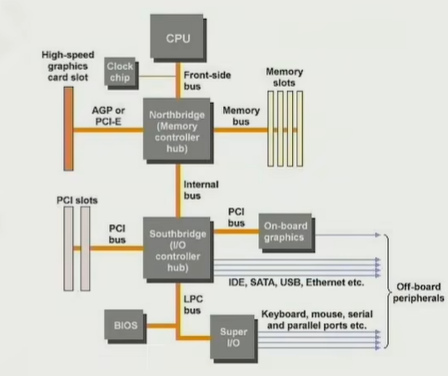 CPU
High-speed
graphics
card slot
Clock
chip
Front-side
bus
Memory
slots
AGP or
PCI-E
Northbridge
(Memory
controller
hub)
Memory
bus
Internal
bus
PCI slots
PCI
bus
Southbridge
(I/O
controller
hub)
PCI
bus
On-board
graphics
IDE, SATA, USB, Ethernet etc.
Off-board
peripherals
LPC
bus
BIOS
Super
I/O
Keyboard, mouse, serial
and parallel ports etc.